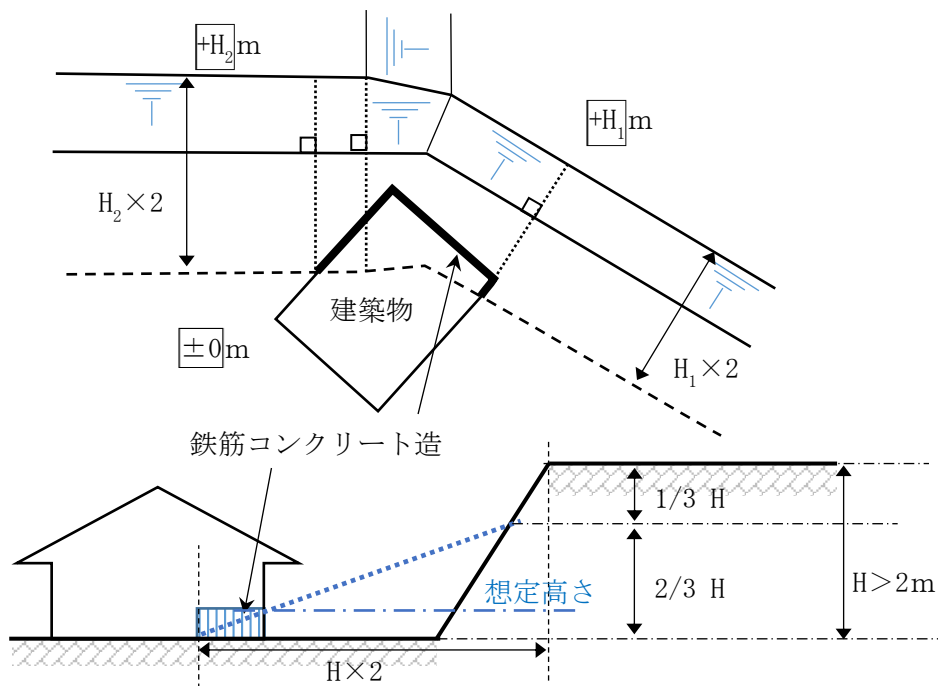 +H₂m
+H₁m
H₂×2
建築物
±0m
H₁×2
鉄筋コンクリート造
1/3 H
想定高さ
2/3 H
H>2m
H×2